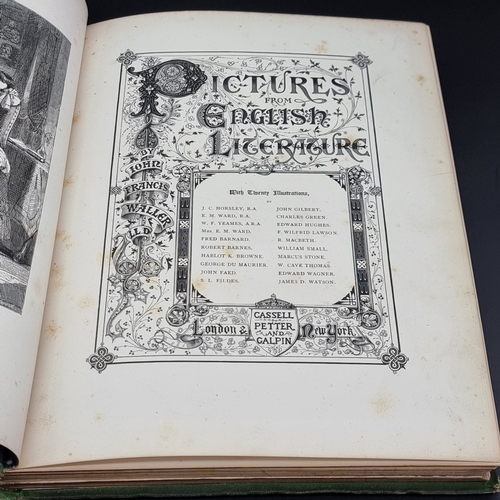 PICTURES
FROM
ENGLISH
LITERATURE
BY
JOHN
FRANCIS
WALLER
LLD
With Twenty Illustrations,
BY
J. C. HORSLEY, R.A.
E. M. WARD, R.A.
W. F. YEAMES, A.R.A.
Mrs. E. M. WARD.
FRED BARNARD.
ROBERT BARNES.
HABLOT K. BROWNE.
GEORGE DU MAURIER.
JOHN FAED.
S. L. FILDES.
JOHN GILBERT.
CHARLES GREEN.
EDWARD HUGHES.
F. WILFRID LAWSON.
R. MACBETH.
WILLIAM SMALL.
MARCUS STONE.
W. CAVE THOMAS.
EDWARD WAGNER.
JAMES D. WATSON.
CASSELL
PETTER
AND
GALPIN
LONDON & NEW YORK